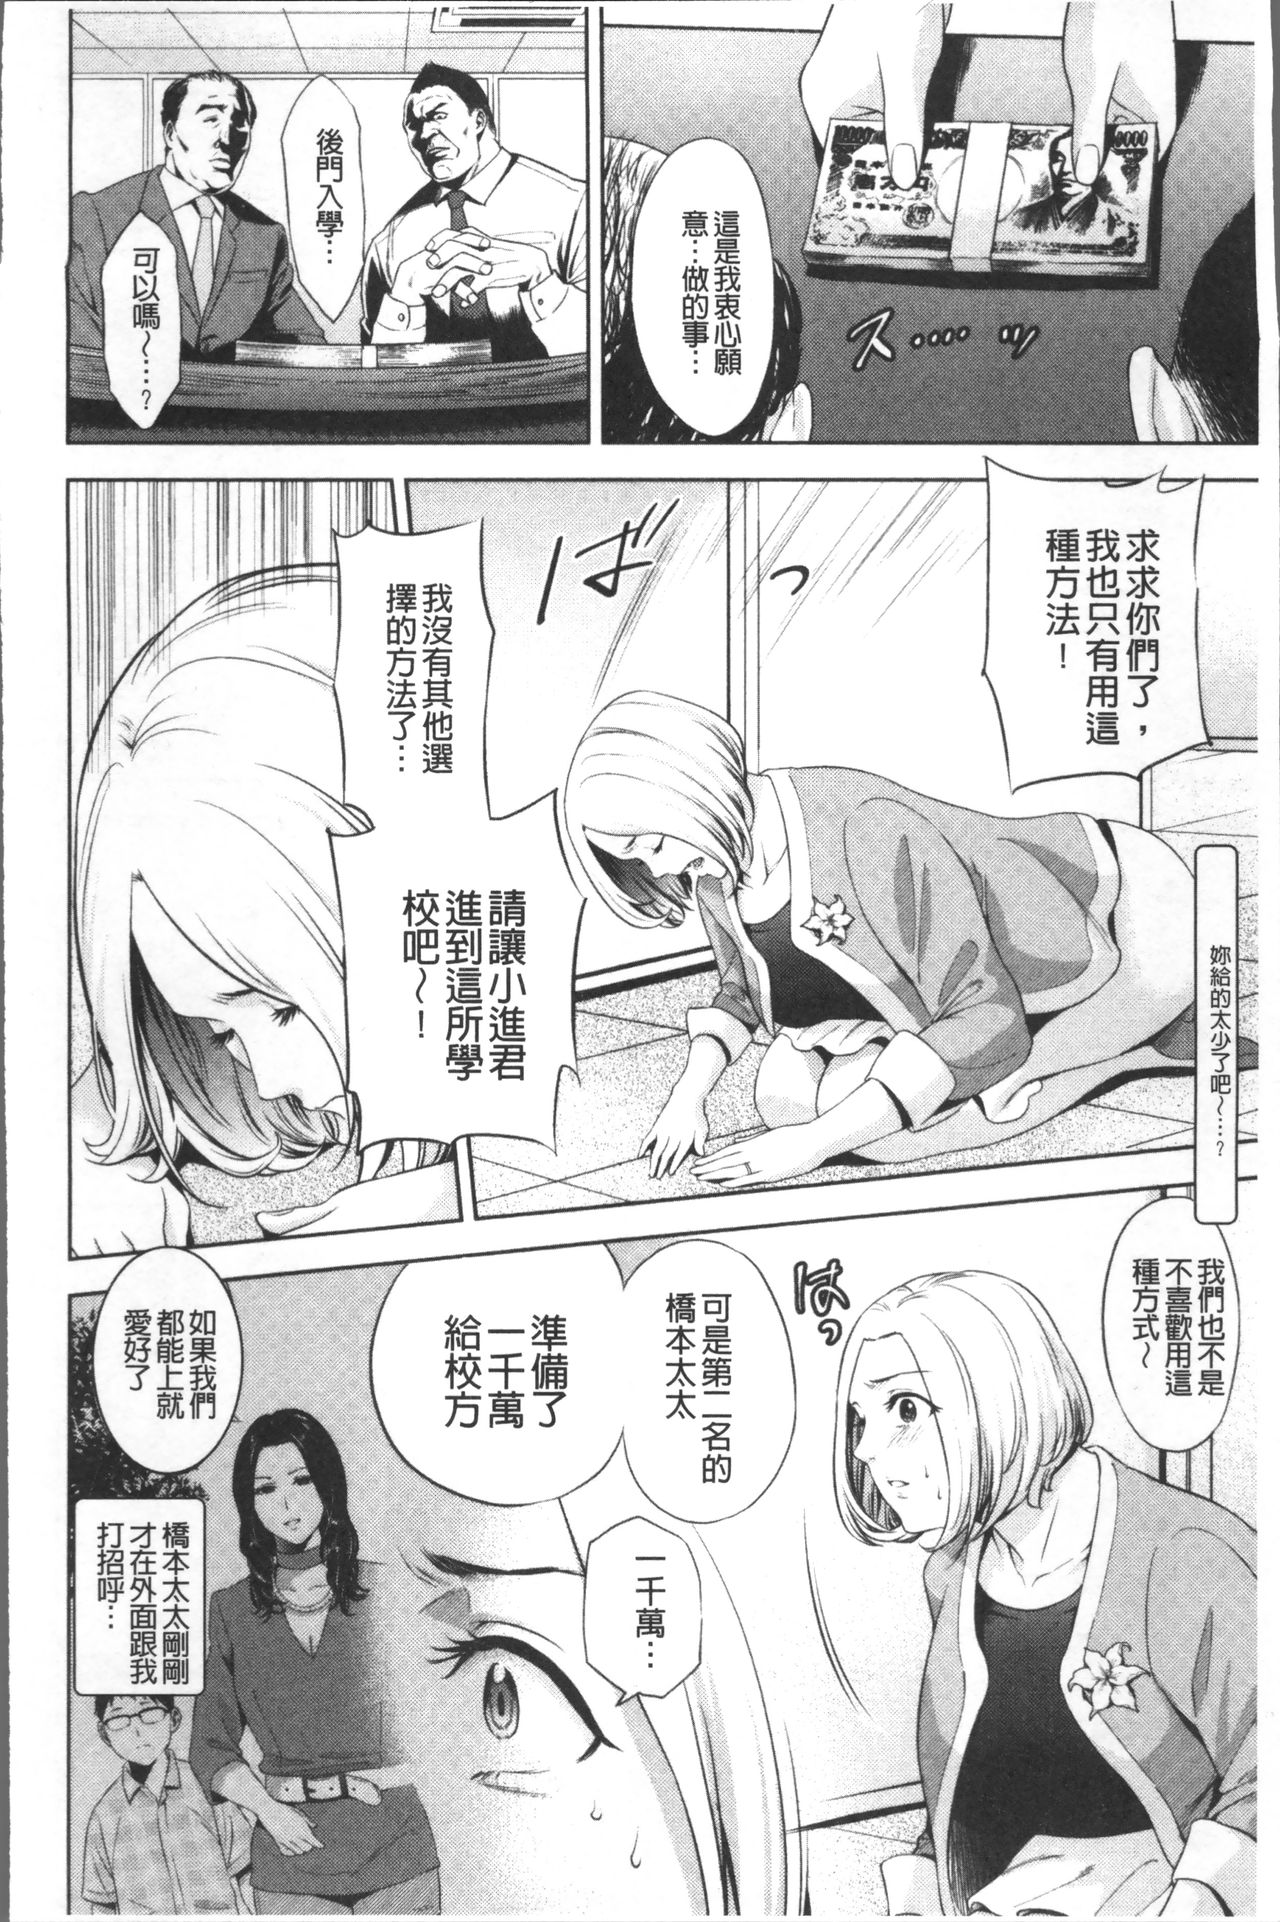 這是我衷心願
意…做的事…
ス……ッ
後門入學…
可以嗎～……?
求求你們了，
我也只有用這
種方法!
ばっ
我沒有其他選
擇的方法了…
請讓小進君
進到這所學
校吧～!
妳給的太少了吧～……?
我們也不是
不喜歡用這
種方式～
はっ
可是第二名的
橋本太太
準備了
一千萬
給校方
一千萬…
如果我們
都能上就
愛好了
橋本太太剛剛
才在外面跟我
打招呼…